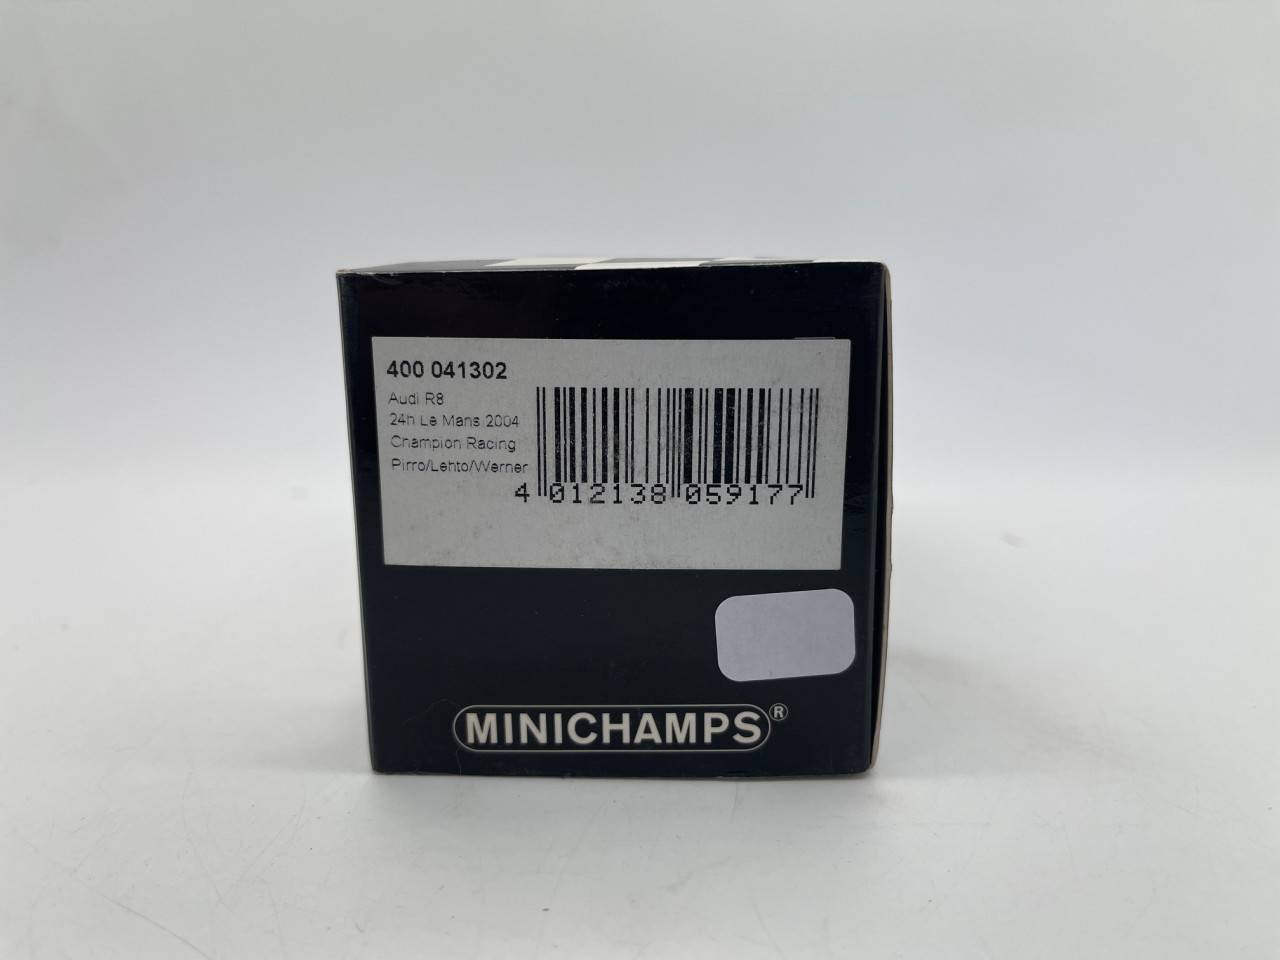 400 041302
Audi R8
24h Le Mans 2004
Champion Racing
Pirro/Lehto/Werner
4 012138 059177
MINICHAMPS®